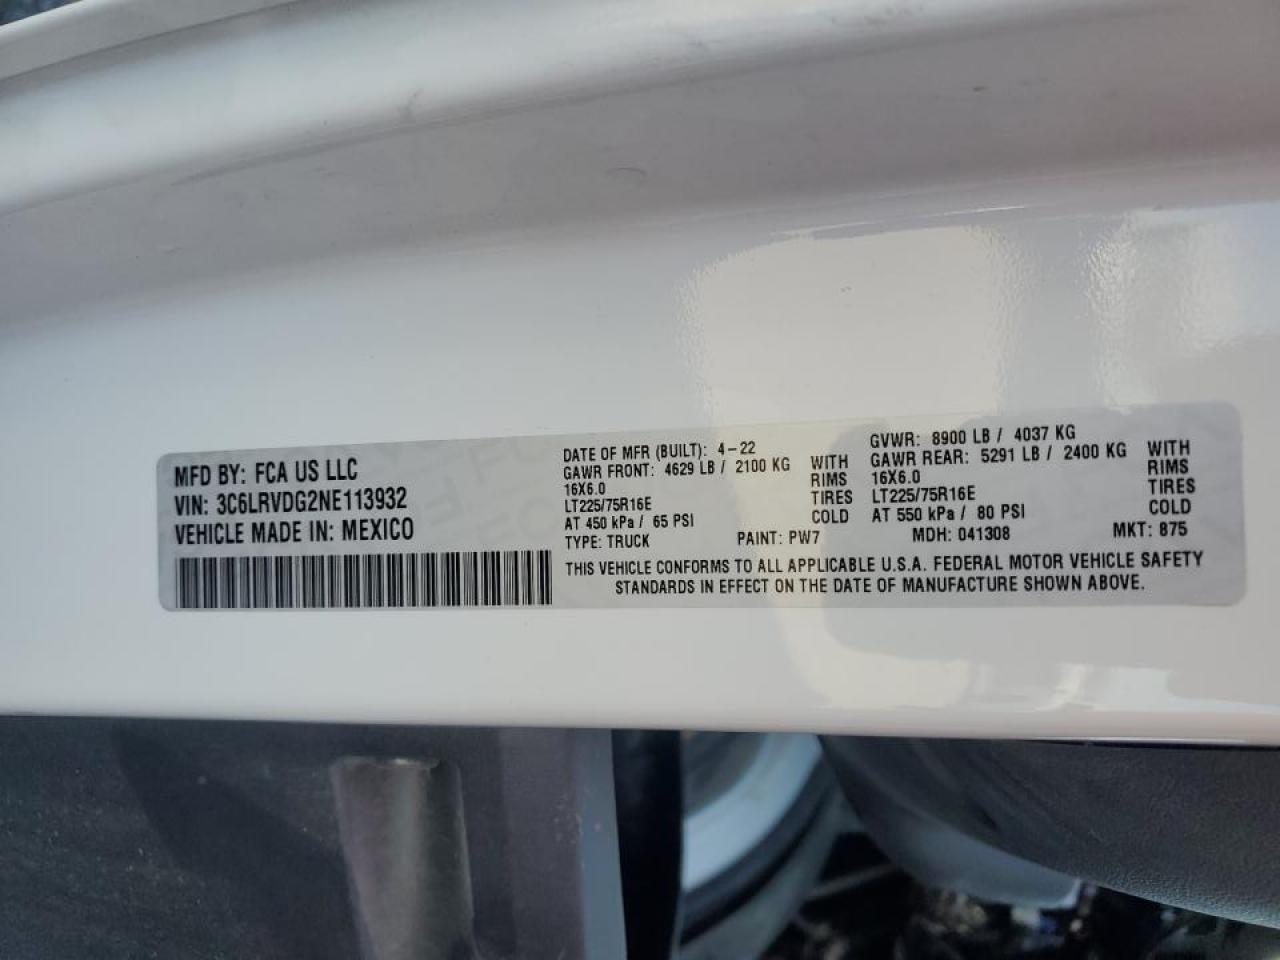 MFD BY: FCA US LLC
VIN: 3C6LRVDG2NE113932
VEHICLE MADE IN: MEXICO
DATE OF MFR (BUILT): 4-22
GAWR FRONT: 4629 LB / 2100 KG WITH
16X6.0 RIMS
LT225/75R16E TIRES
AT 450 kPa / 65 PSI COLD
TYPE: TRUCK PAINT: PW7
GVWR: 8900 LB / 4037 KG
GAWR REAR: 5291 LB / 2400 KG WITH
16X6.0 RIMS
LT225/75R16E TIRES
AT 550 kPa / 80 PSI COLD
MDH: 041308 MKT: 875
THIS VEHICLE CONFORMS TO ALL APPLICABLE U.S.A. FEDERAL MOTOR VEHICLE SAFETY
STANDARDS IN EFFECT ON THE DATE OF MANUFACTURE SHOWN ABOVE.